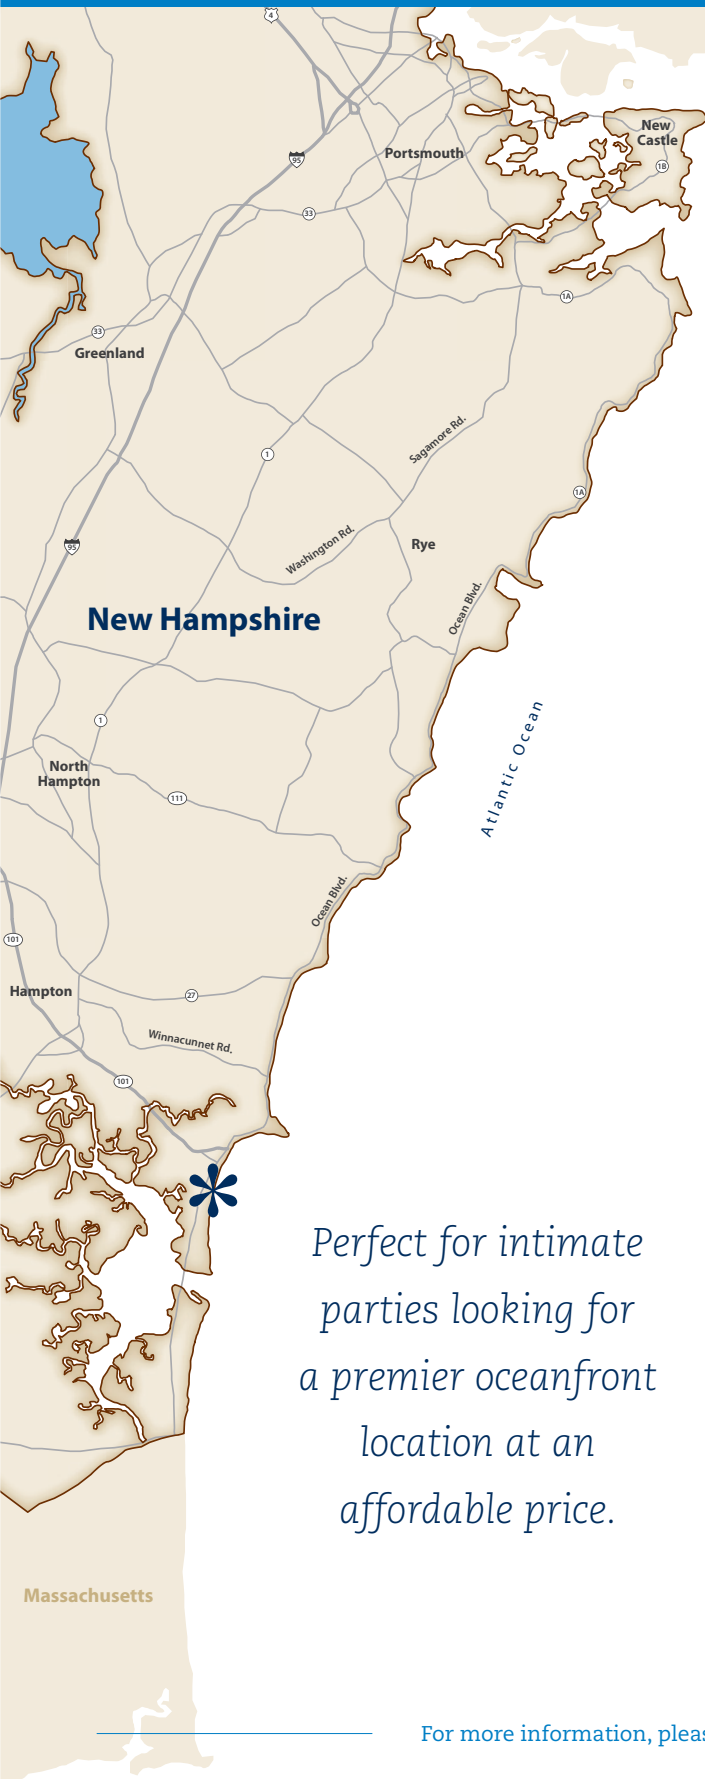 4
New
Castle
Portsmouth
95
1B
33
1A
33
Greenland
Sagamore Rd.
1
1A
Washington Rd.
95
Rye
Ocean Blvd.
New Hampshire
1
Atlantic Ocean
North
Hampton
111
Ocean Blvd.
101
Hampton
27
Winnacunnet Rd.
101
*
Perfect for intimate
parties looking for
a premier oceanfront
location at an
affordable price.
Massachusetts
For more information, pleas